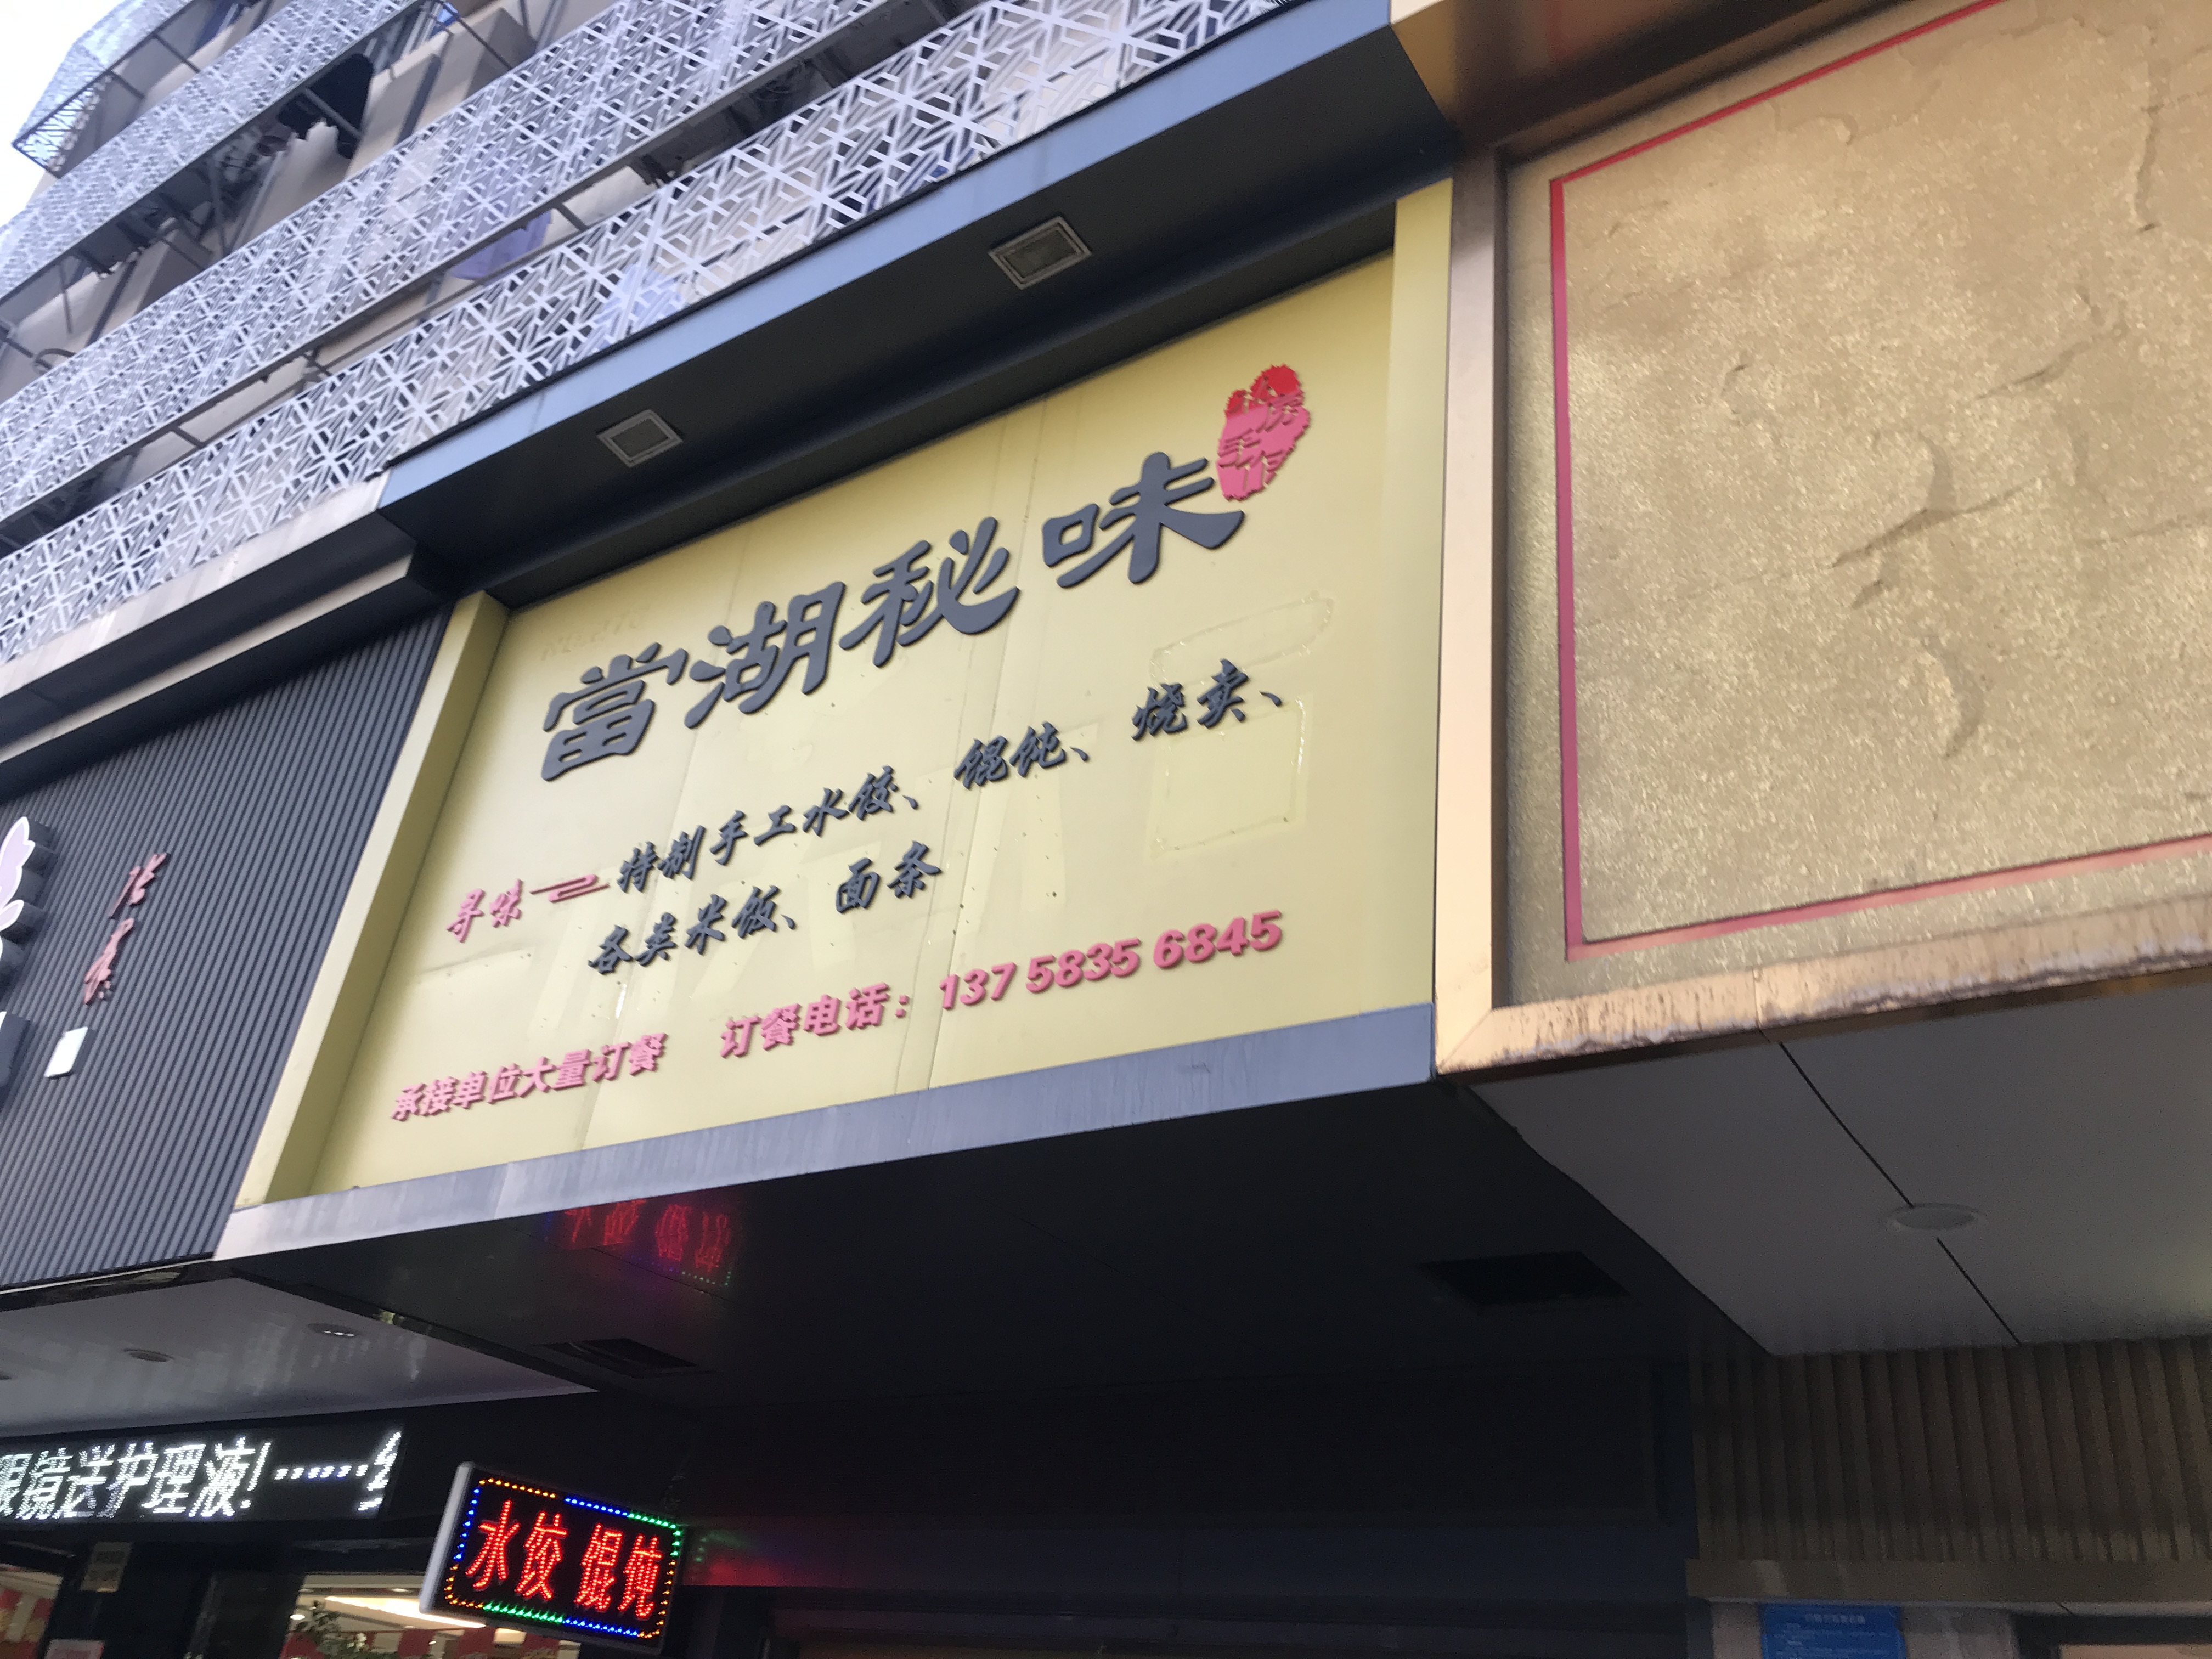 當湖秘味
寻味
特制手工水饺、馄饨、烧卖、
各类米饭、面条
承接单位大量订餐 订餐电话：137 5835 6845
眼镜送护理液!……
水饺 馄饨